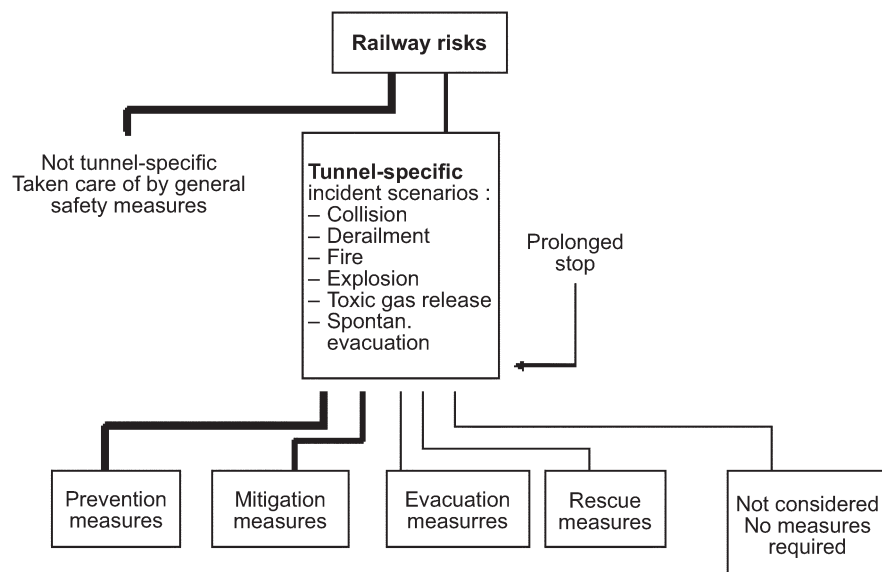 Railway risks
Not tunnel-specific
Taken care of by general
safety measures
Tunnel-specific
incident scenarios :
– Collision
– Derailment
– Fire
– Explosion
– Toxic gas release
– Spontan.
evacuation
Prolonged
stop
Prevention
measures
Mitigation
measures
Evacuation
measurres
Rescue
measures
Not considered
No measures
required